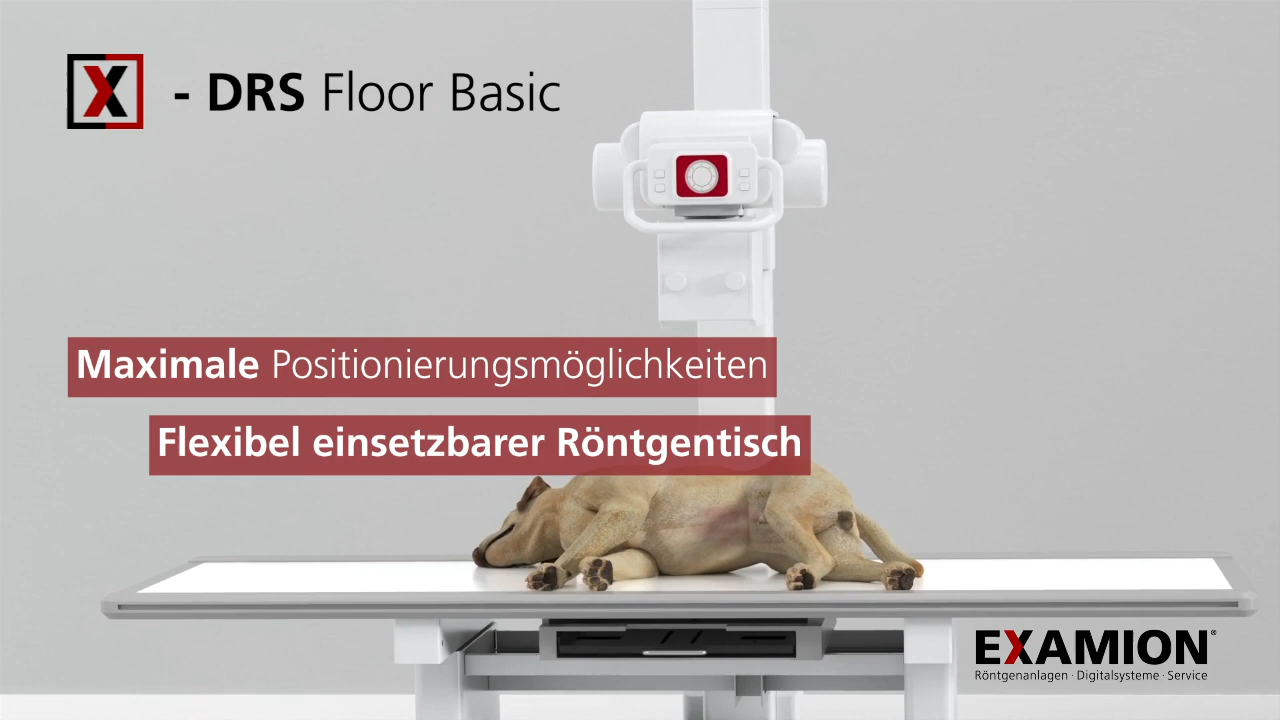 X - DRS Floor Basic
Maximale Positionierungsmöglichkeiten
Flexibel einsetzbarer Röntgentisch
EXAMION®
Röntgenanlagen · Digitalsysteme · Service